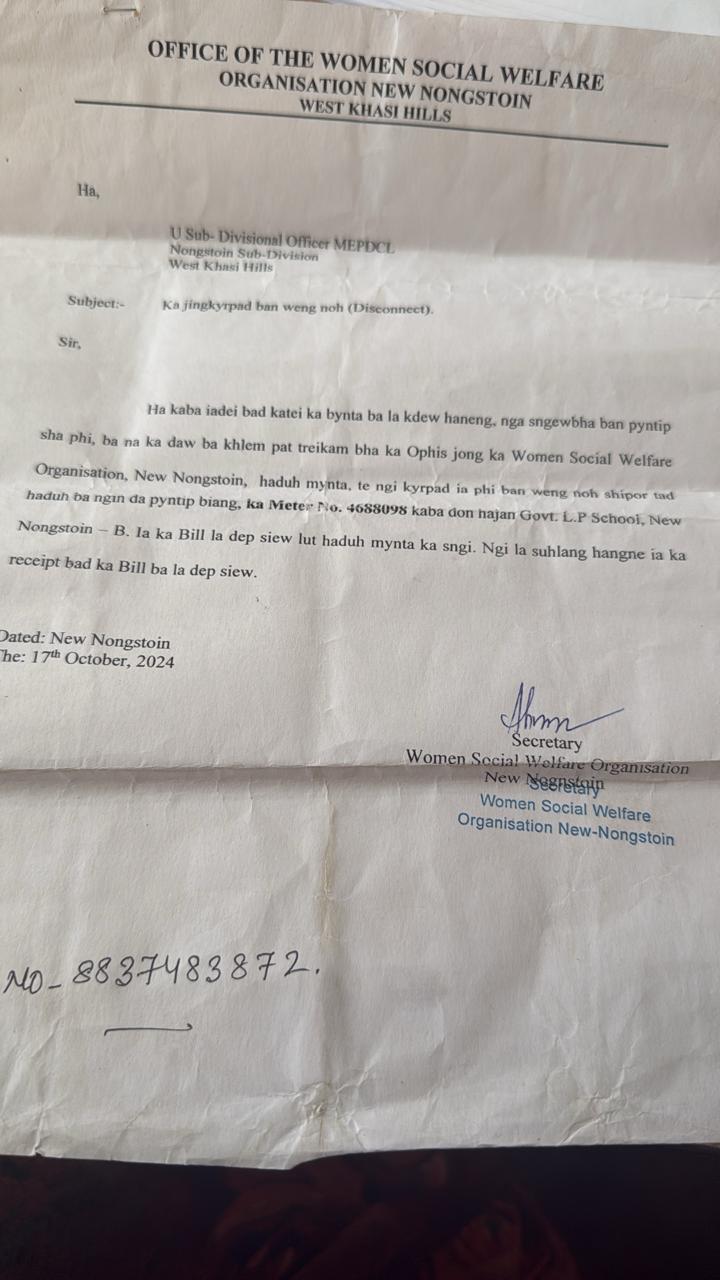 OFFICE OF THE WOMEN SOCIAL WELFARE
ORGANISATION NEW NONGSTOIN
WEST KHASI HILLS
Ha,
U Sub- Divisional Officer MEPDCL
Nongstoin Sub-Division
West Khasi Hills
Subject:- Ka jingkyrpad ban weng noh (Disconnect).
Sir,
Ha kaba iadei bad katei ka bynta ba la kdew haneng, nga sngewbha ban pyntip
sha phi, ba na ka daw ba khlem pat treikam bha ka Ophis jong ka Women Social Welfare
Organisation, New Nongstoin, haduh mynta, te ngi kyrpad ia phi ban weng noh shipor tad
haduh ba ngin da pyntip biang, ka Meter No. 4688098 kaba don hajan Govt. L.P School, New
Nongstoin – B. Ia ka Bill la dep siew lut haduh mynta ka sngi. Ngi la suhlang hangne ia ka
receipt bad ka Bill ba la dep siew.
Dated: New Nongstoin
The: 17th October, 2024
Secretary
Women Social Welfare Organisation
New Nognstoin
Secretary
Women Social Welfare
Organisation New-Nongstoin
NO- 8837483872.